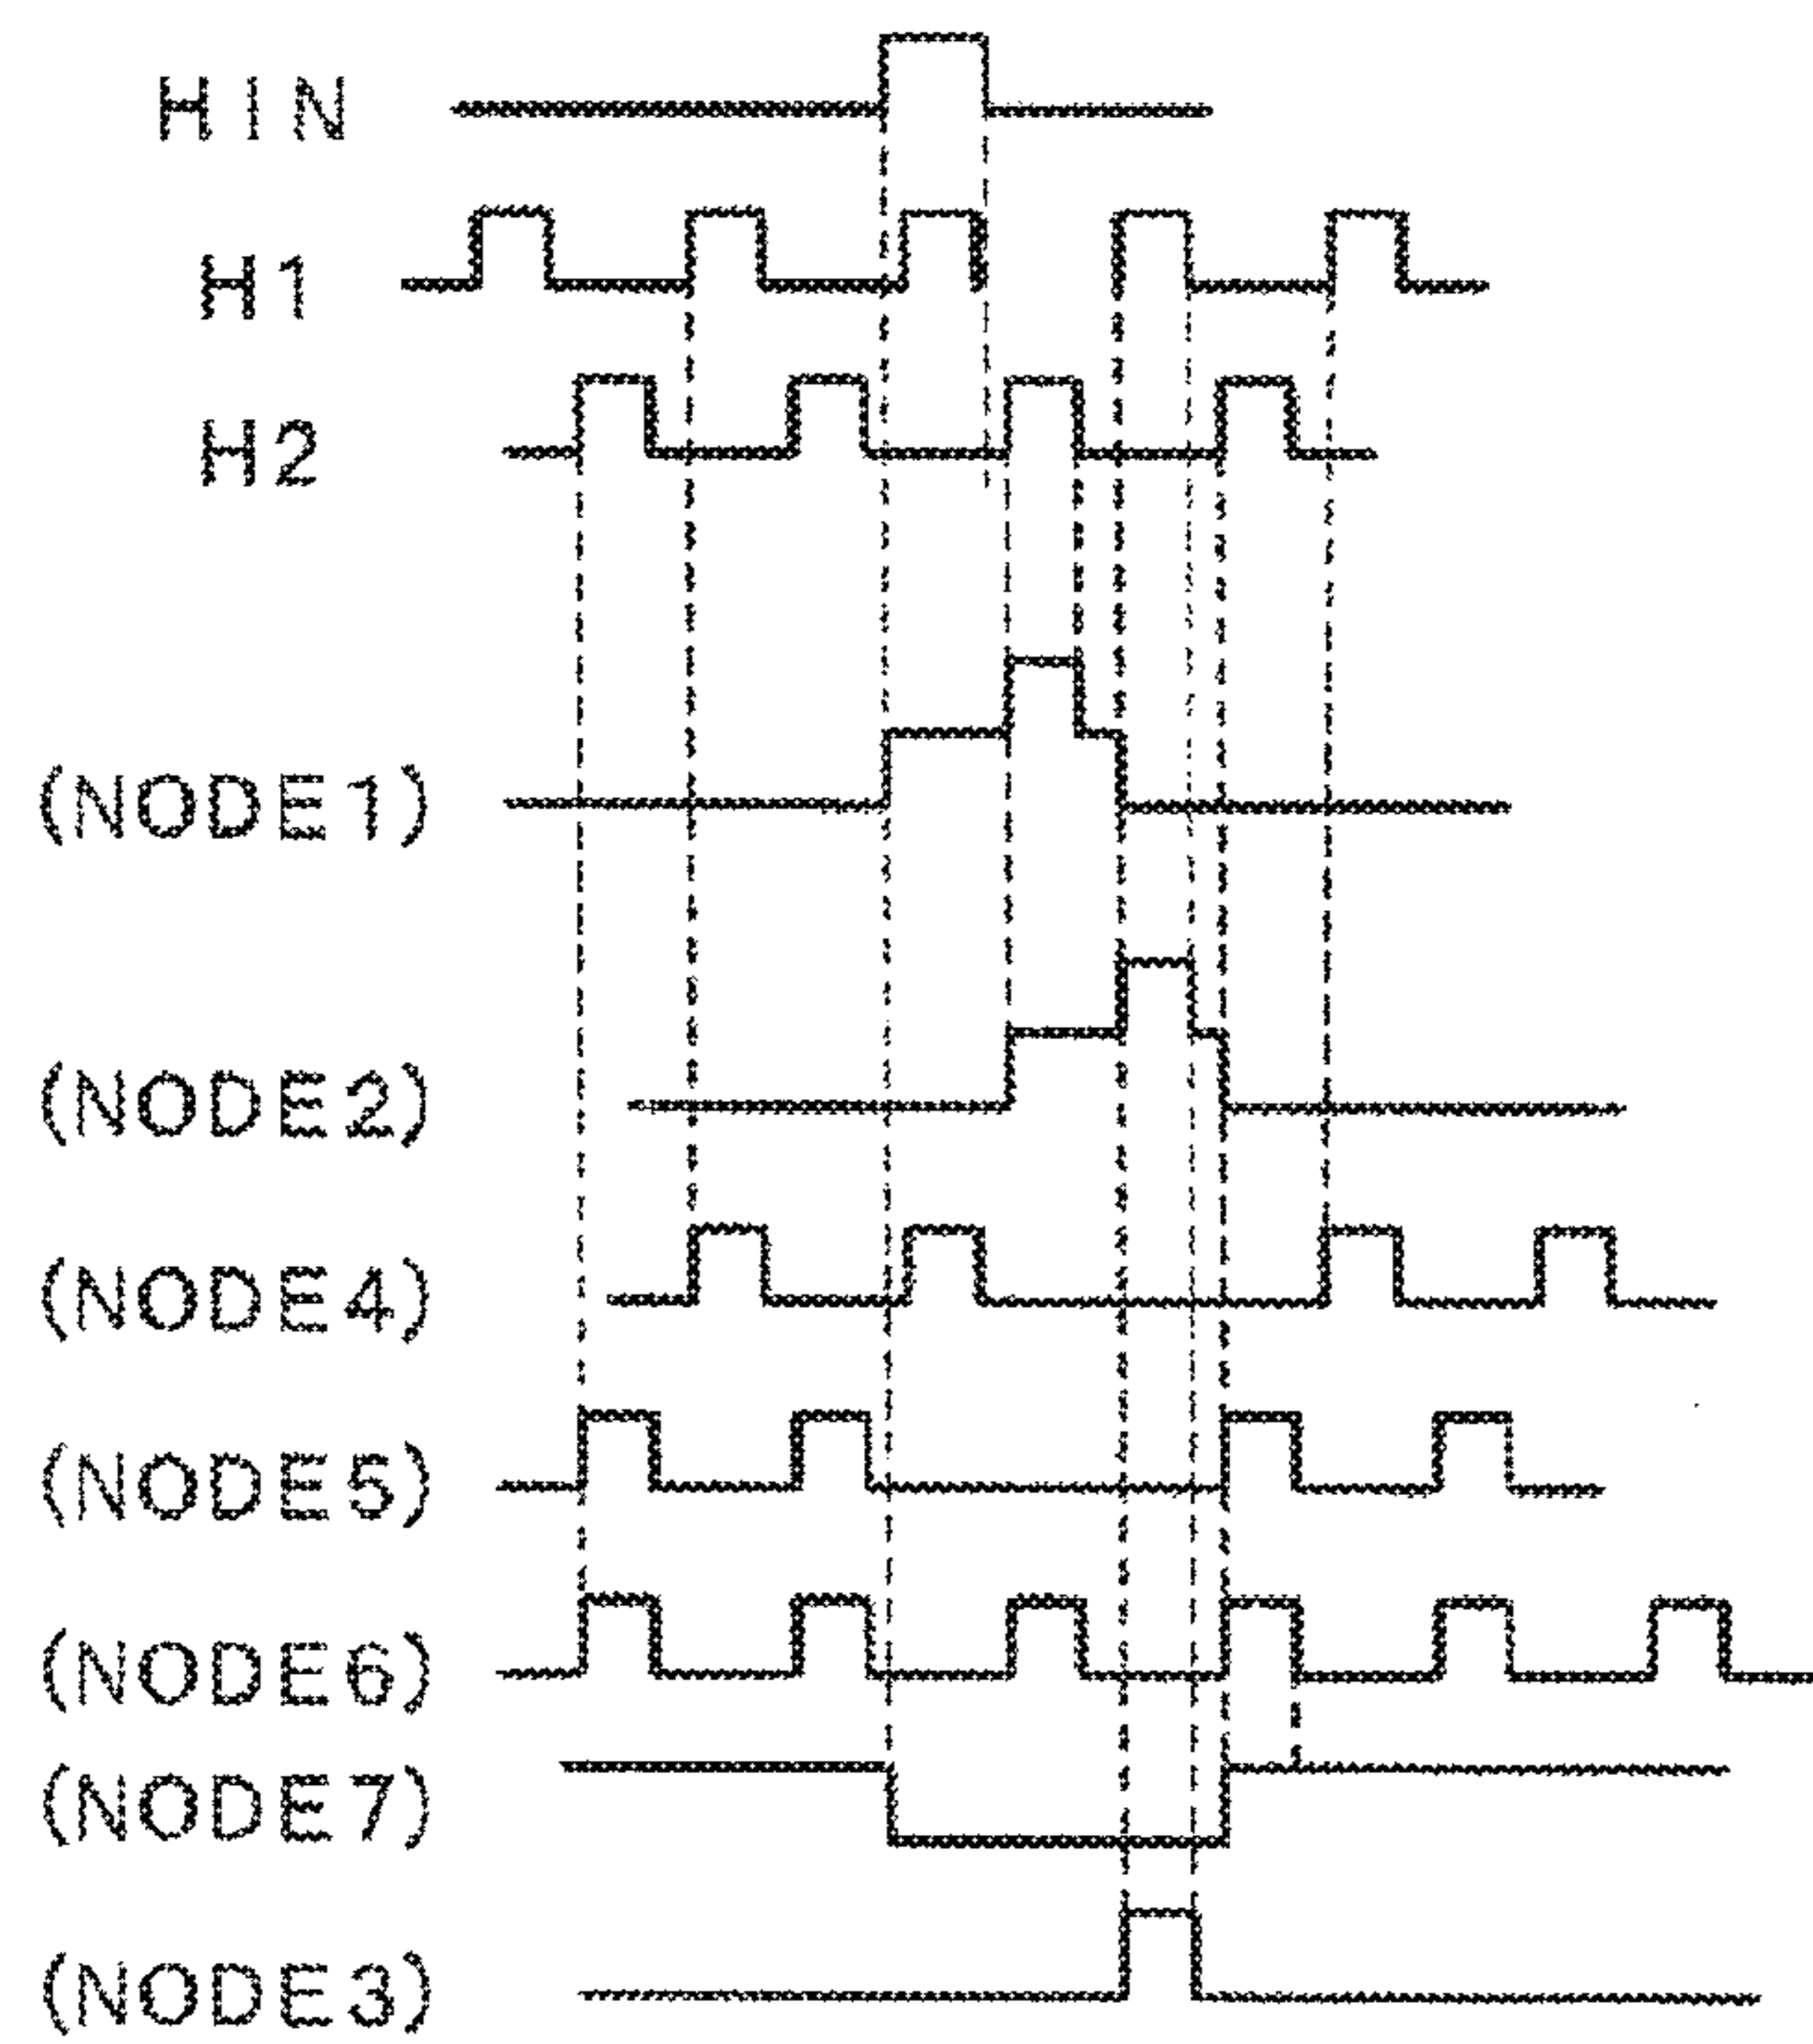 HIN
H1
H2
(NODE1)
(NODE2)
(NODE4)
(NODE5)
(NODE6)
(NODE7)
(NODE3)